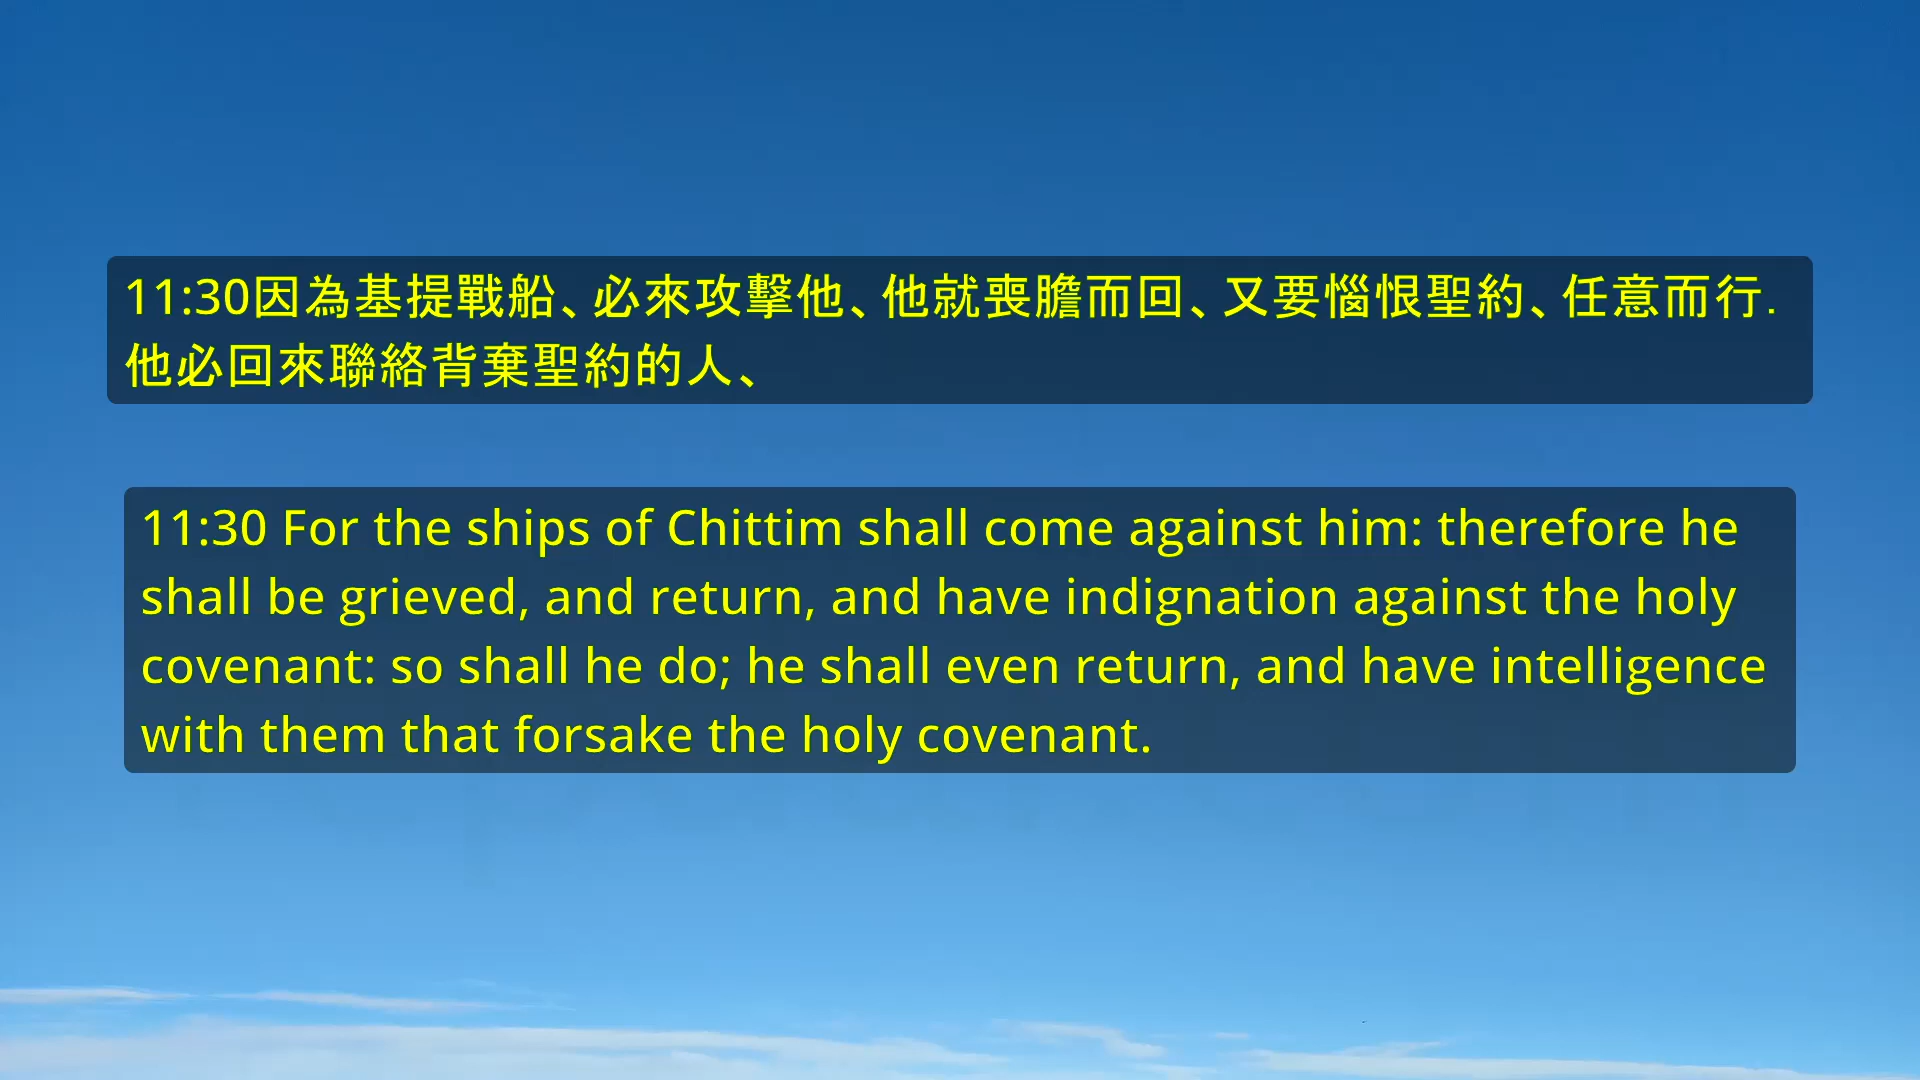 11:30因為基提戰船、必來攻擊他、他就喪膽而回、又要惱恨聖約、任意而行.
他必回來聯絡背棄聖約的人、
11:30 For the ships of Chittim shall come against him: therefore he
shall be grieved, and return, and have indignation against the holy
covenant: so shall he do; he shall even return, and have intelligence
with them that forsake the holy covenant.